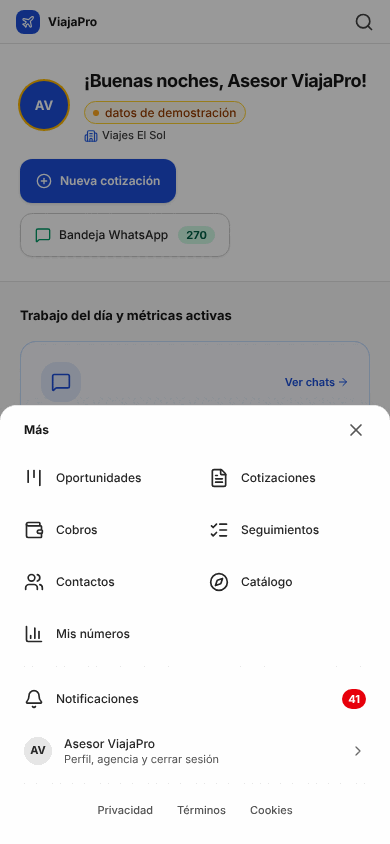 ViajaPro
¡Buenas noches, Asesor ViajaPro!
AV
datos de demostración
Viajes El Sol
Nueva cotización
Bandeja WhatsApp 270
Trabajo del día y métricas activas
Ver chats
Más
Oportunidades
Cotizaciones
Cobros
Seguimientos
Contactos
Catálogo
Mis números
Notificaciones 41
AV
Asesor ViajaPro
Perfil, agencia y cerrar sesión
Privacidad Términos Cookies